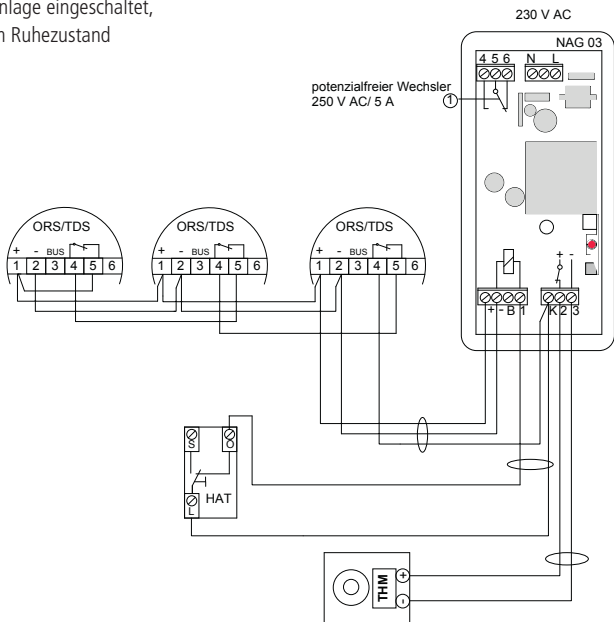 nlage eingeschaltet,
n Ruhezustand
230 V AC
NAG 03
4 5 6 N L
potenzialfreier Wechsler
250 V AC/ 5 A
1
ORS/TDS ORS/TDS ORS/TDS
+ - BUS + - BUS + - BUS
1 2 3 4 5 6 1 2 3 4 5 6 1 2 3 4 5 6
+ -
+ - B 1 K 2 3
S O
HAT
L
THM
+
-